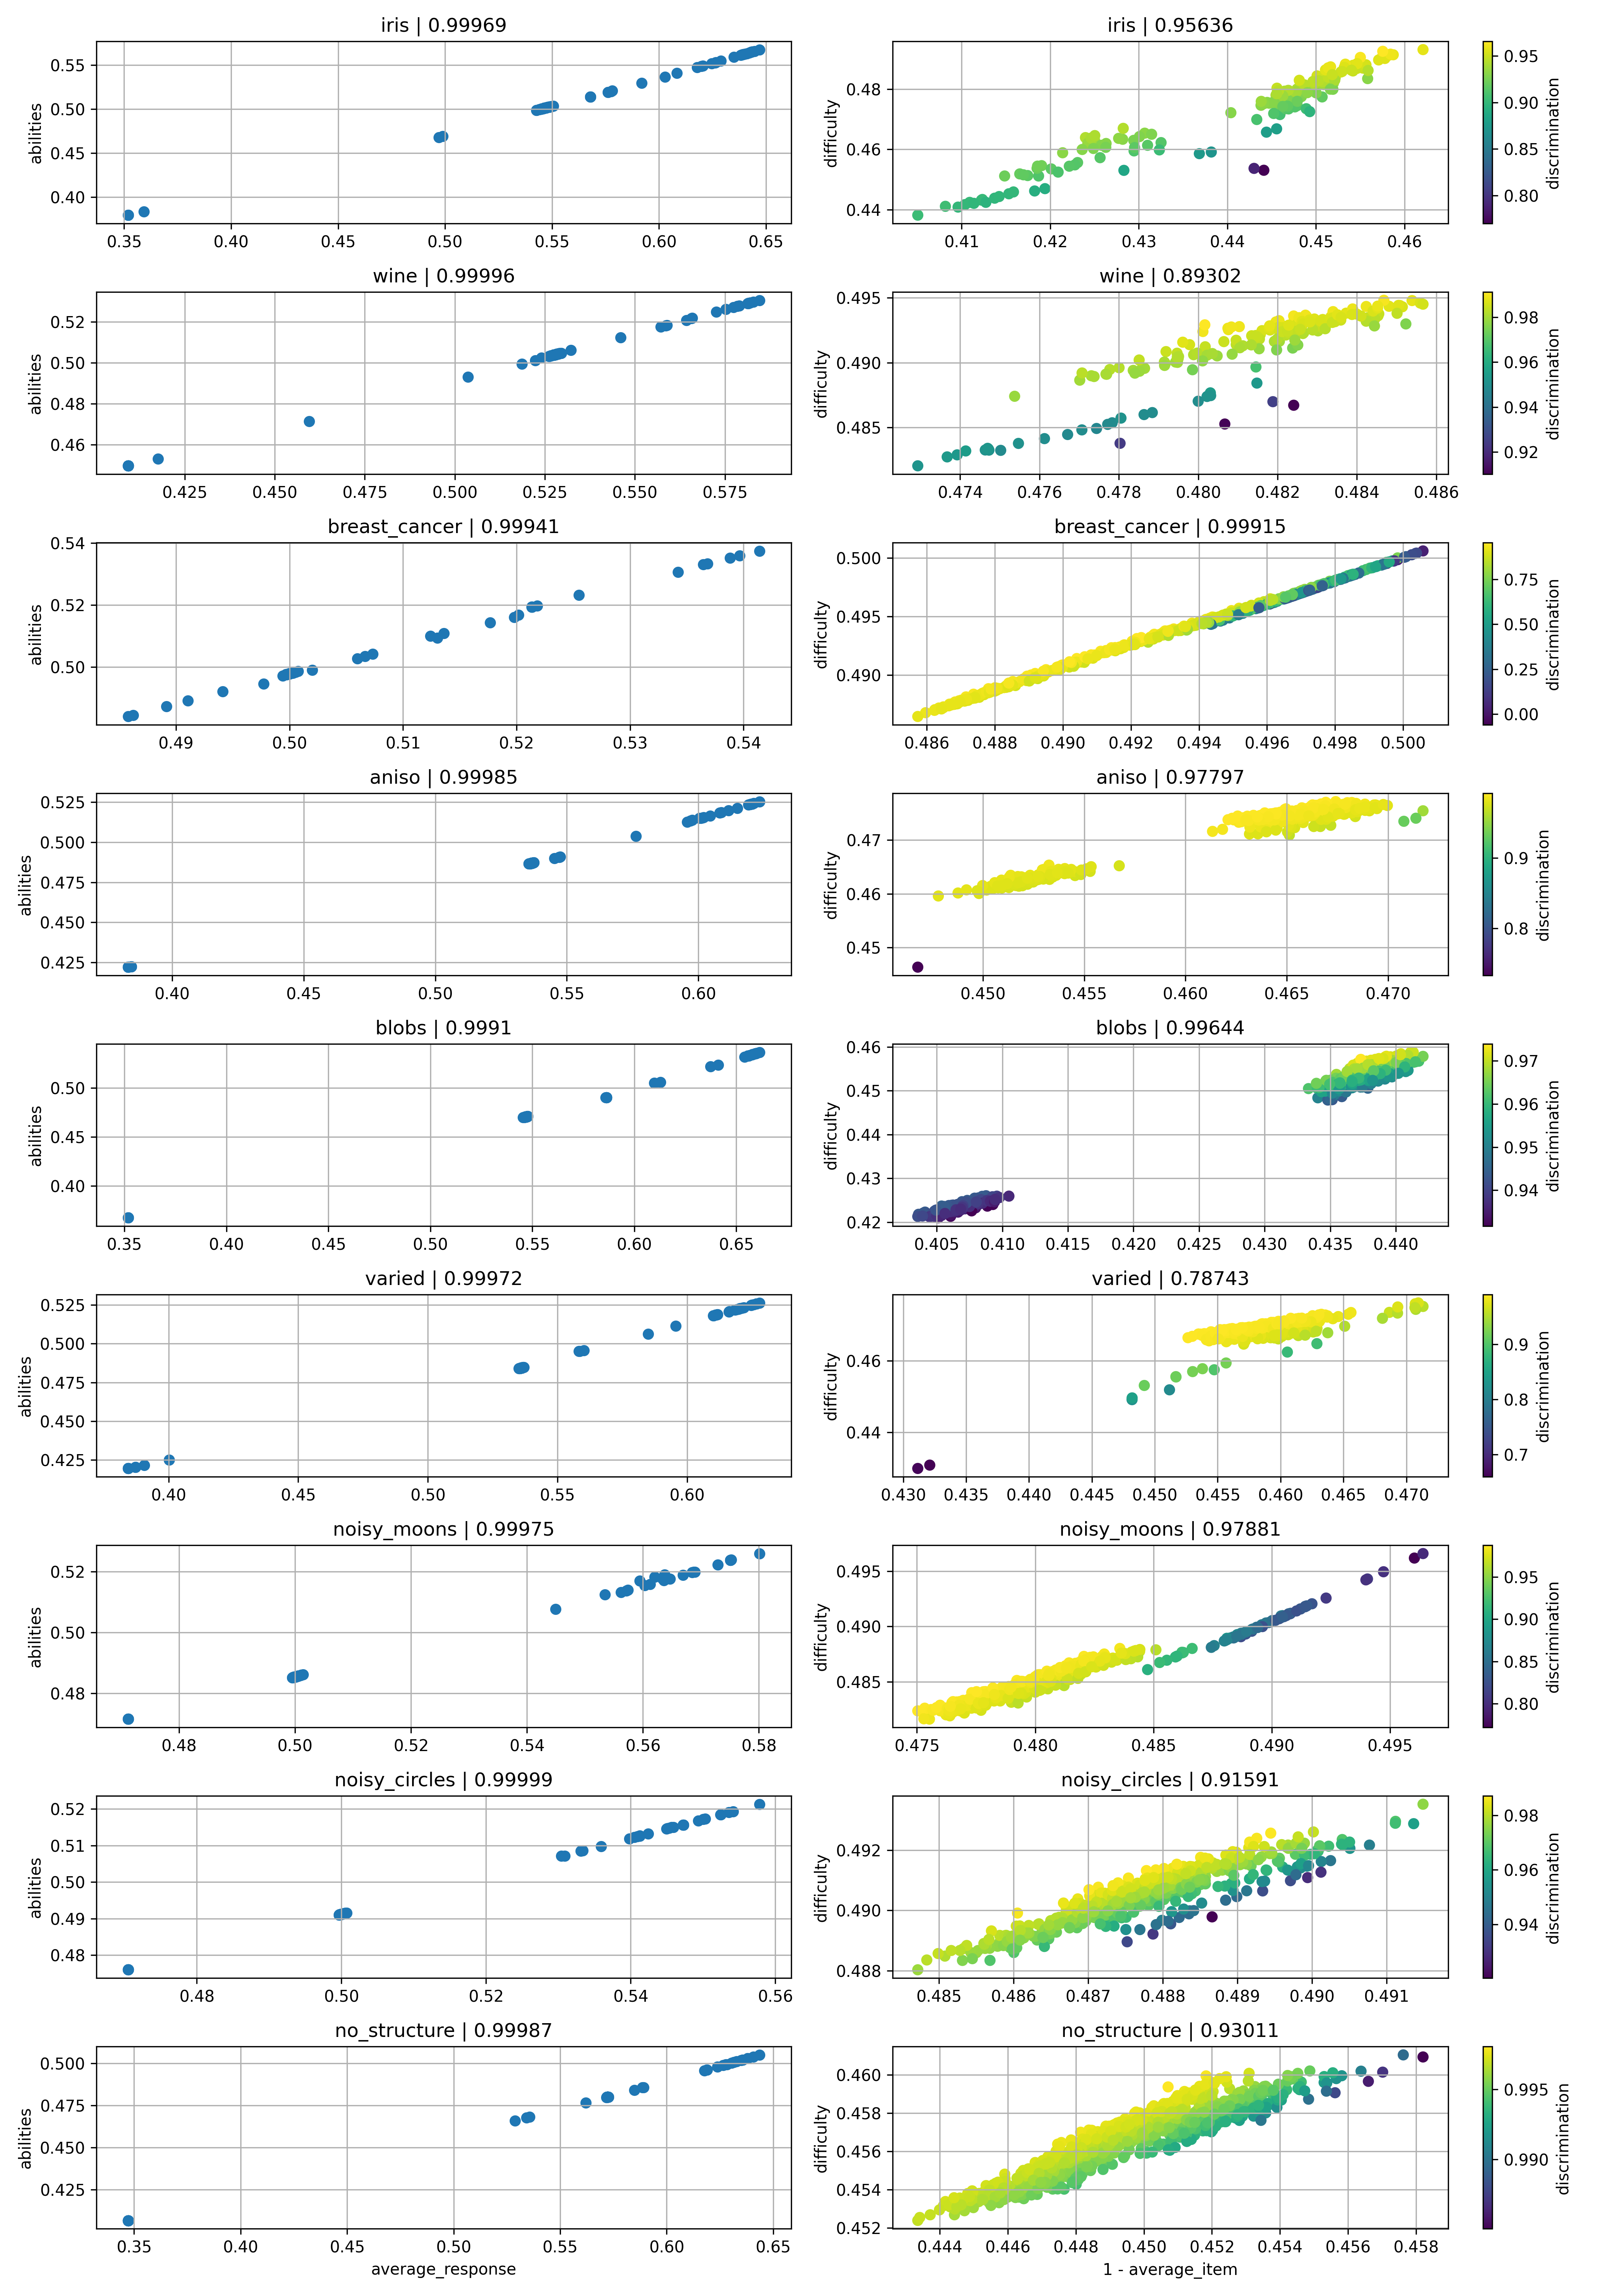 iris | 0.99969
abilities
0.55
0.50
0.45
0.40
0.35 0.40 0.45 0.50 0.55 0.60 0.65
iris | 0.95636
difficulty
0.48
0.46
0.44
0.41 0.42 0.43 0.44 0.45 0.46
0.95
0.90
0.85
0.80
discrimination
wine | 0.99996
abilities
0.52
0.50
0.48
0.46
0.425 0.450 0.475 0.500 0.525 0.550 0.575
wine | 0.89302
difficulty
0.495
0.490
0.485
0.474 0.476 0.478 0.480 0.482 0.484 0.486
0.98
0.96
0.94
0.92
discrimination
breast_cancer | 0.99941
abilities
0.54
0.52
0.50
0.49 0.50 0.51 0.52 0.53 0.54
breast_cancer | 0.99915
difficulty
0.500
0.495
0.490
0.486 0.488 0.490 0.492 0.494 0.496 0.498 0.500
0.75
0.50
0.25
0.00
discrimination
aniso | 0.99985
abilities
0.525
0.500
0.475
0.450
0.425
0.40 0.45 0.50 0.55 0.60
aniso | 0.97797
difficulty
0.47
0.46
0.45
0.450 0.455 0.460 0.465 0.470
0.9
0.8
discrimination
blobs | 0.9991
abilities
0.50
0.45
0.40
0.35 0.40 0.45 0.50 0.55 0.60 0.65
blobs | 0.99644
difficulty
0.46
0.45
0.44
0.43
0.42
0.405 0.410 0.415 0.420 0.425 0.430 0.435 0.440
0.97
0.96
0.95
0.94
discrimination
varied | 0.99972
abilities
0.525
0.500
0.475
0.450
0.425
0.40 0.45 0.50 0.55 0.60
varied | 0.78743
difficulty
0.46
0.44
0.430 0.435 0.440 0.445 0.450 0.455 0.460 0.465 0.470
0.9
0.8
0.7
discrimination
noisy_moons | 0.99975
abilities
0.52
0.50
0.48
0.48 0.50 0.52 0.54 0.56 0.58
noisy_moons | 0.97881
difficulty
0.495
0.490
0.485
0.475 0.480 0.485 0.490 0.495
0.95
0.90
0.85
0.80
discrimination
noisy_circles | 0.99999
abilities
0.52
0.51
0.50
0.49
0.48
0.48 0.50 0.52 0.54 0.56
noisy_circles | 0.91591
difficulty
0.492
0.490
0.488
0.485 0.486 0.487 0.488 0.489 0.490 0.491
0.98
0.96
0.94
discrimination
no_structure | 0.99987
abilities
0.500
0.475
0.450
0.425
0.35 0.40 0.45 0.50 0.55 0.60 0.65
average_response
no_structure | 0.93011
difficulty
0.460
0.458
0.456
0.454
0.452
0.444 0.446 0.448 0.450 0.452 0.454 0.456 0.458
1 - average_item
0.995
0.990
discrimination